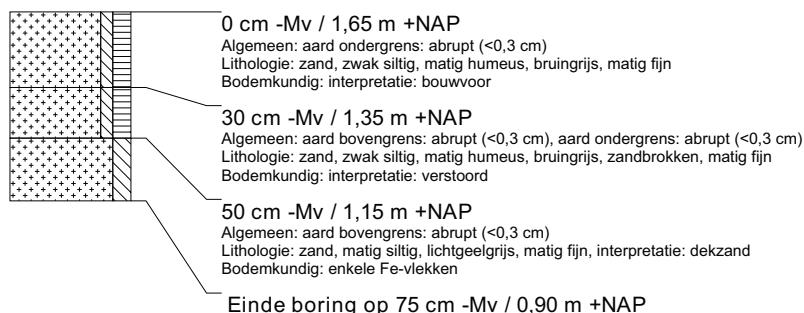 0 cm -Mv / 1,65 m +NAP
Algemeen: aard ondergrens: abrupt (<0,3 cm)
Lithologie: zand, zwak siltig, matig humeus, bruingrijs, matig fijn
Bodemkundig: interpretatie: bouwvoor
30 cm -Mv / 1,35 m +NAP
Algemeen: aard bovengrens: abrupt (<0,3 cm), aard ondergrens: abrupt (<0,3 cm)
Lithologie: zand, zwak siltig, matig humeus, bruingrijs, zandbrokken, matig fijn
Bodemkundig: interpretatie: verstoord
50 cm -Mv / 1,15 m +NAP
Algemeen: aard bovengrens: abrupt (<0,3 cm)
Lithologie: zand, matig siltig, lichtgeelgrijs, matig fijn, interpretatie: dekzand
Bodemkundig: enkele Fe-vlekken
Einde boring op 75 cm -Mv / 0,90 m +NAP